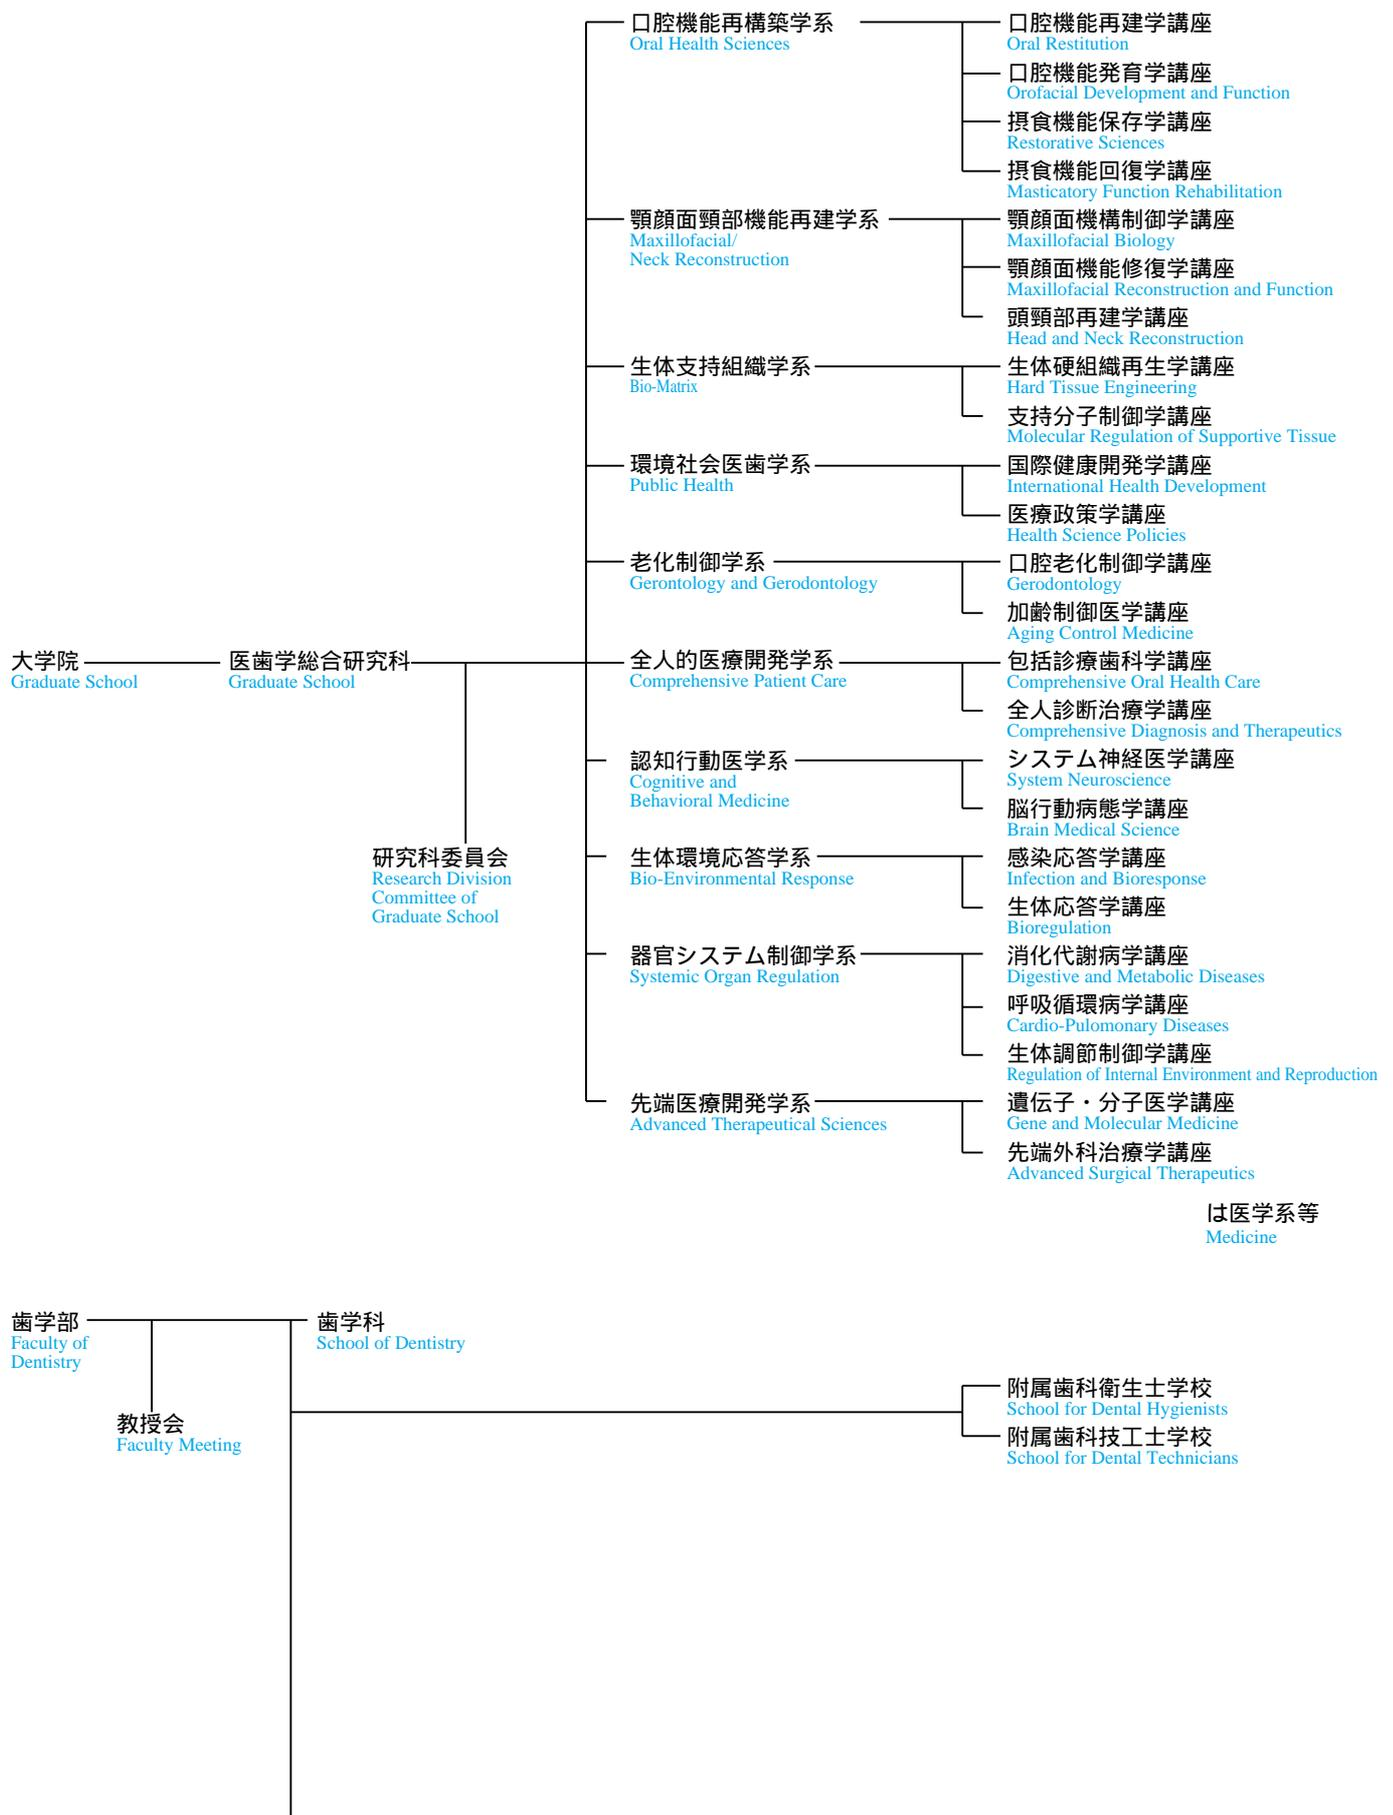 口腔機能再構築学系
Oral Health Sciences
口腔機能再建学講座
Oral Restitution
口腔機能発育学講座
Orofacial Development and Function
摂食機能保存学講座
Restorative Sciences
摂食機能回復学講座
Masticatory Function Rehabilitation
顎顔面頸部機能再建学系
Maxillofacial/
Neck Reconstruction
顎顔面機構制御学講座
Maxillofacial Biology
顎顔面機能修復学講座
Maxillofacial Reconstruction and Function
頭頸部再建学講座
Head and Neck Reconstruction
生体支持組織学系
Bio-Matrix
生体硬組織再生学講座
Hard Tissue Engineering
支持分子制御学講座
Molecular Regulation of Supportive Tissue
環境社会医歯学系
Public Health
国際健康開発学講座
International Health Development
医療政策学講座
Health Science Policies
老化制御学系
Gerontology and Gerodontology
口腔老化制御学講座
Gerodontology
加齢制御医学講座
Aging Control Medicine
大学院
Graduate School
医歯学総合研究科
Graduate School
全人的医療開発学系
Comprehensive Patient Care
包括診療歯科学講座
Comprehensive Oral Health Care
全人診断治療学講座
Comprehensive Diagnosis and Therapeutics
認知行動医学系
Cognitive and
Behavioral Medicine
システム神経医学講座
System Neuroscience
脳行動病態学講座
Brain Medical Science
研究科委員会
Research Division
Committee of
Graduate School
生体環境応答学系
Bio-Environmental Response
感染応答学講座
Infection and Bioresponse
生体応答学講座
Bioregulation
器官システム制御学系
Systemic Organ Regulation
消化代謝病学講座
Digestive and Metabolic Diseases
呼吸循環病学講座
Cardio-Pulomonary Diseases
生体調節制御学講座
Regulation of Internal Environment and Reproduction
先端医療開発学系
Advanced Therapeutical Sciences
遺伝子・分子医学講座
Gene and Molecular Medicine
先端外科治療学講座
Advanced Surgical Therapeutics
は医学系等
Medicine
歯学部
Faculty of
Dentistry
歯学科
School of Dentistry
教授会
Faculty Meeting
附属歯科衛生士学校
School for Dental Hygienists
附属歯科技工士学校
School for Dental Technicians